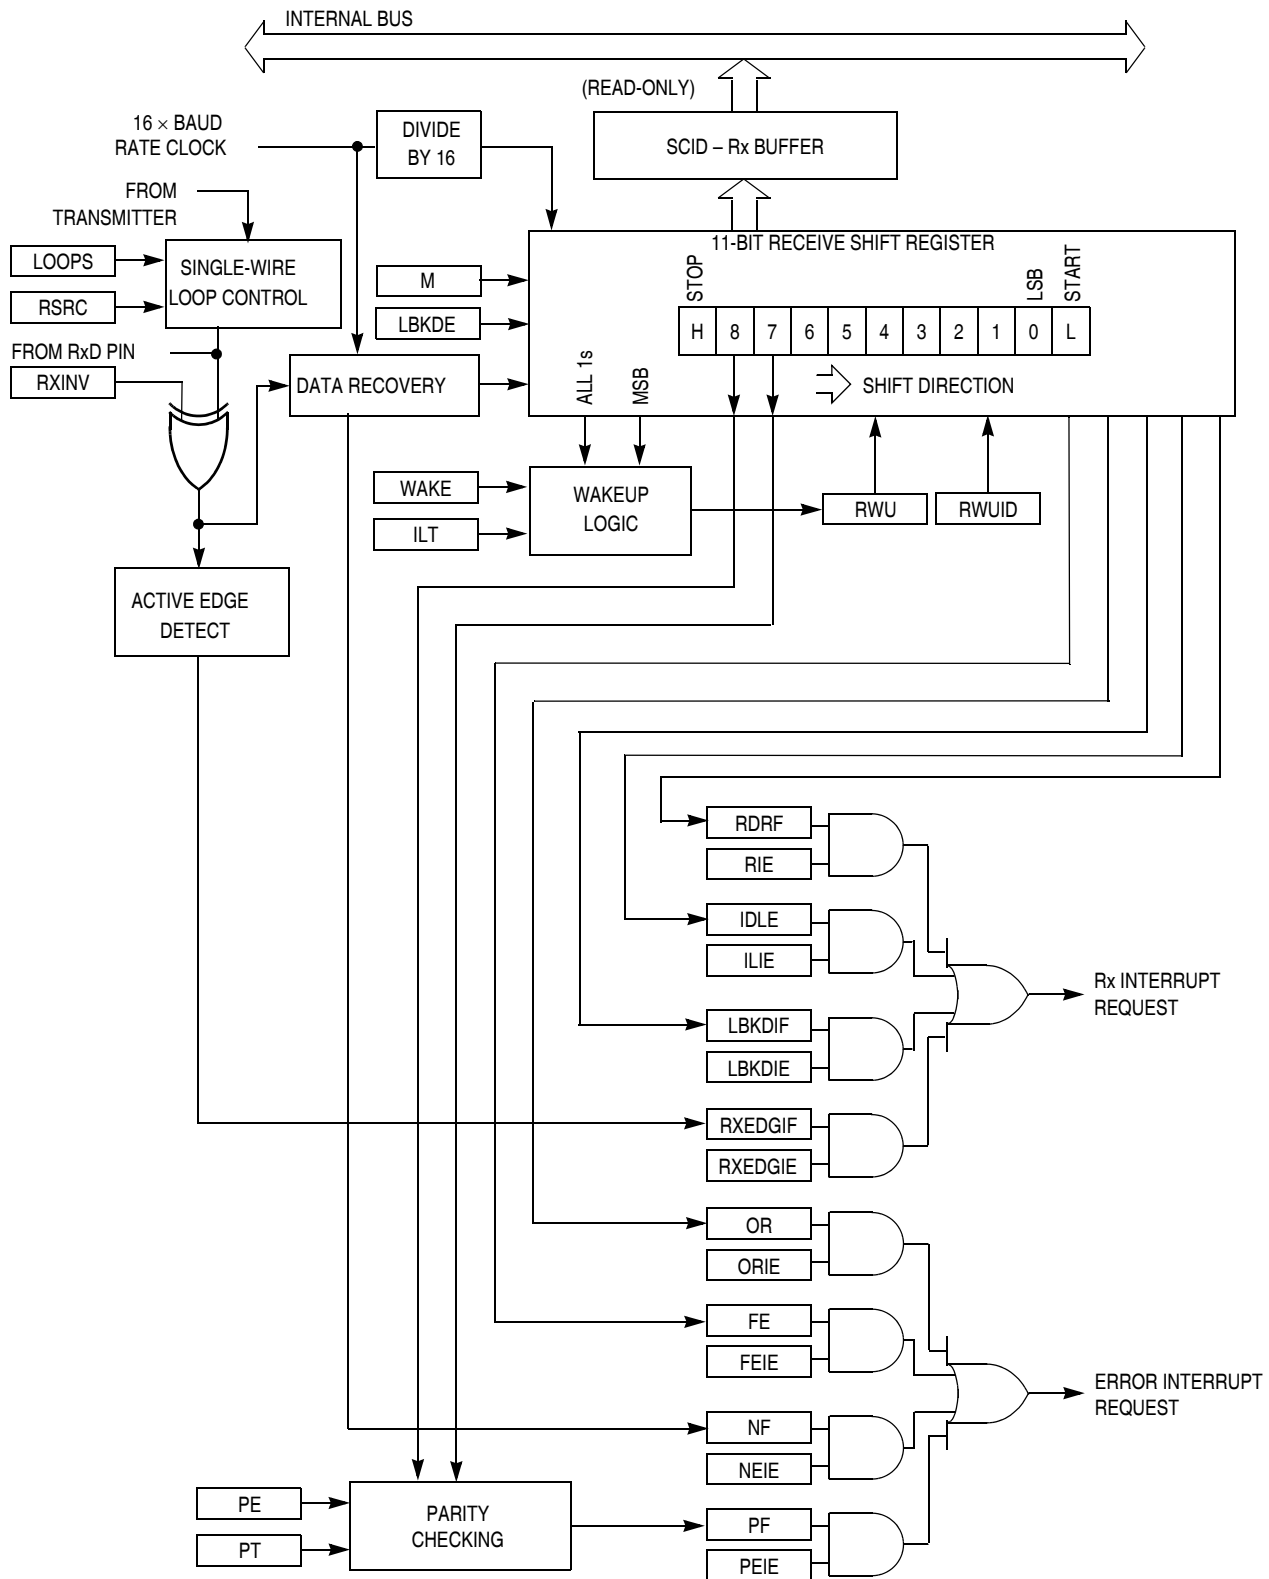 INTERNAL BUS
(READ-ONLY)
16 × BAUD
RATE CLOCK
DIVIDE
BY 16
SCID – Rx BUFFER
FROM
TRANSMITTER
11-BIT RECEIVE SHIFT REGISTER
LOOPS
RSRC
SINGLE-WIRE
LOOP CONTROL
M
LBKDE
STOP
LSB
START
H 8 7 6 5 4 3 2 1 0 L
FROM RxD PIN
RXINV
DATA RECOVERY
ALL 1s
MSB
SHIFT DIRECTION
WAKE
ILT
WAKEUP
LOGIC
RWU
RWUID
ACTIVE EDGE
DETECT
RDRF
RIE
IDLE
ILIE
Rx INTERRUPT
REQUEST
LBKDIF
LBKDIE
RXEDGIF
RXEDGIE
OR
ORIE
FE
FEIE
ERROR INTERRUPT
REQUEST
NF
NEIE
PE
PT
PARITY
CHECKING
PF
PEIE